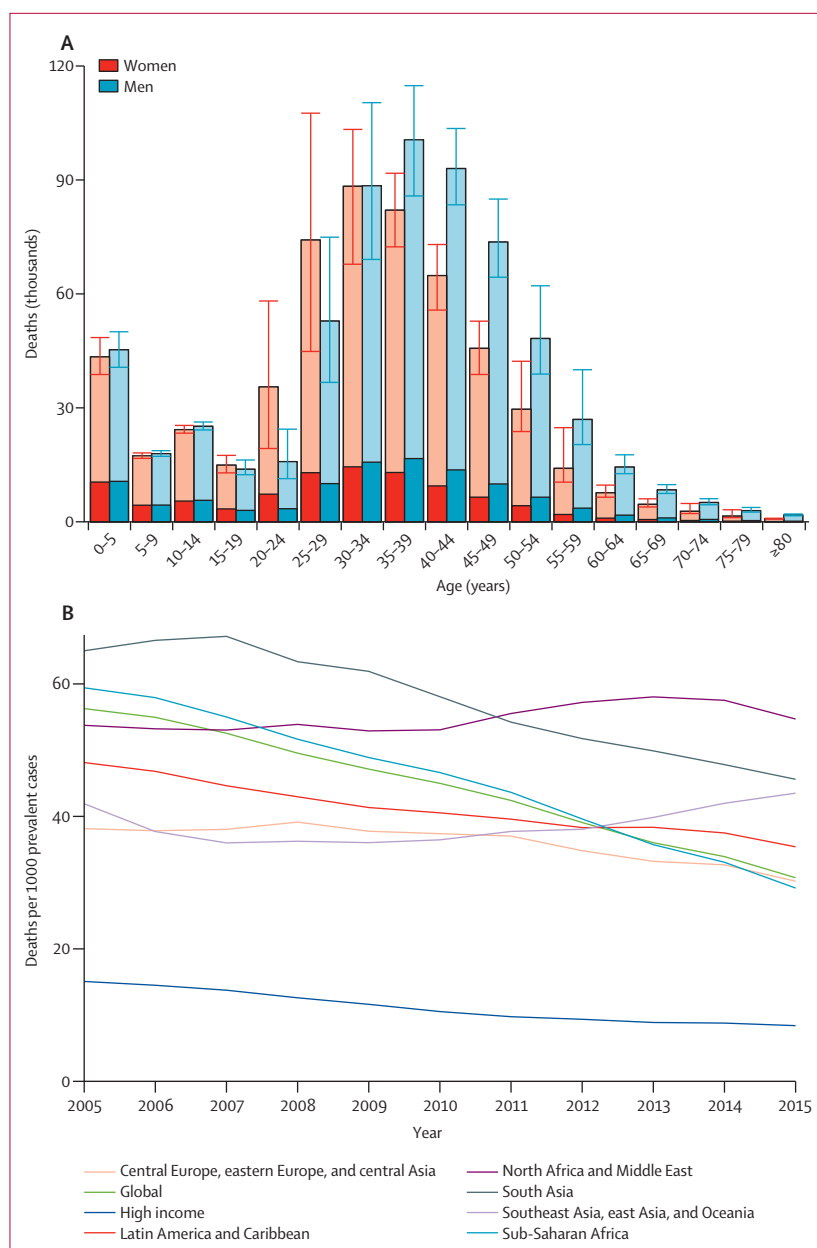 A
Women
Men
120
90
60
30
0
Deaths (thousands)
0–5
5–9
10–14
15–19
20–24
25–29
30–34
35–39
40–44
45–49
50–54
55–59
60–64
65–69
70–74
75–79
≥80
Age (years)
B
60
40
20
0
Deaths per 1000 prevalent cases
2005 2006 2007 2008 2009 2010 2011 2012 2013 2014 2015
Year
Central Europe, eastern Europe, and central Asia
Global
High income
Latin America and Caribbean
North Africa and Middle East
South Asia
Southeast Asia, east Asia, and Oceania
Sub-Saharan Africa